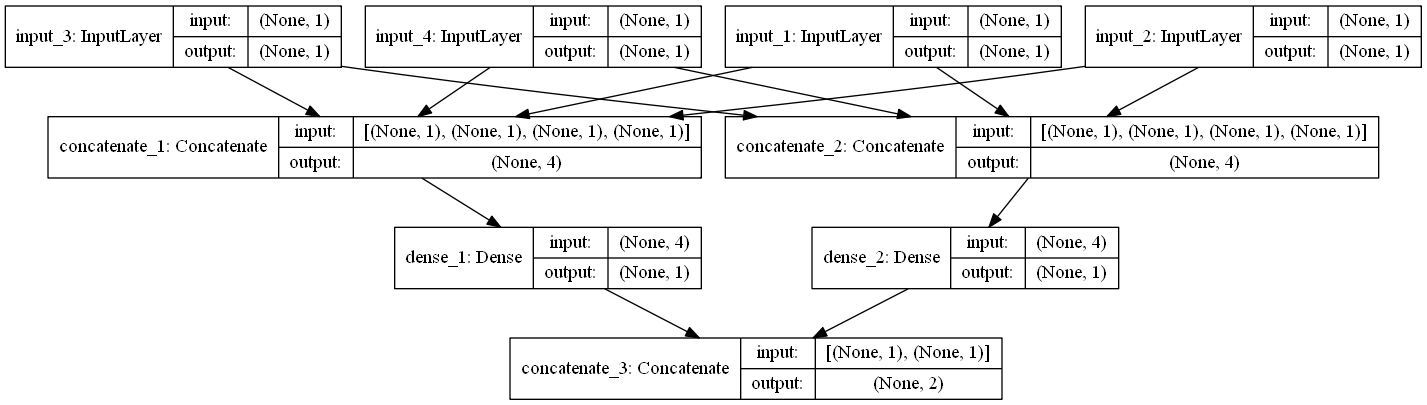 input_3: InputLayer input: (None, 1) output: (None, 1)
input_4: InputLayer input: (None, 1) output: (None, 1)
input_1: InputLayer input: (None, 1) output: (None, 1)
input_2: InputLayer input: (None, 1) output: (None, 1)
concatenate_1: Concatenate input: [(None, 1), (None, 1), (None, 1), (None, 1)] output: (None, 4)
concatenate_2: Concatenate input: [(None, 1), (None, 1), (None, 1), (None, 1)] output: (None, 4)
dense_1: Dense input: (None, 4) output: (None, 1)
dense_2: Dense input: (None, 4) output: (None, 1)
concatenate_3: Concatenate input: [(None, 1), (None, 1)] output: (None, 2)